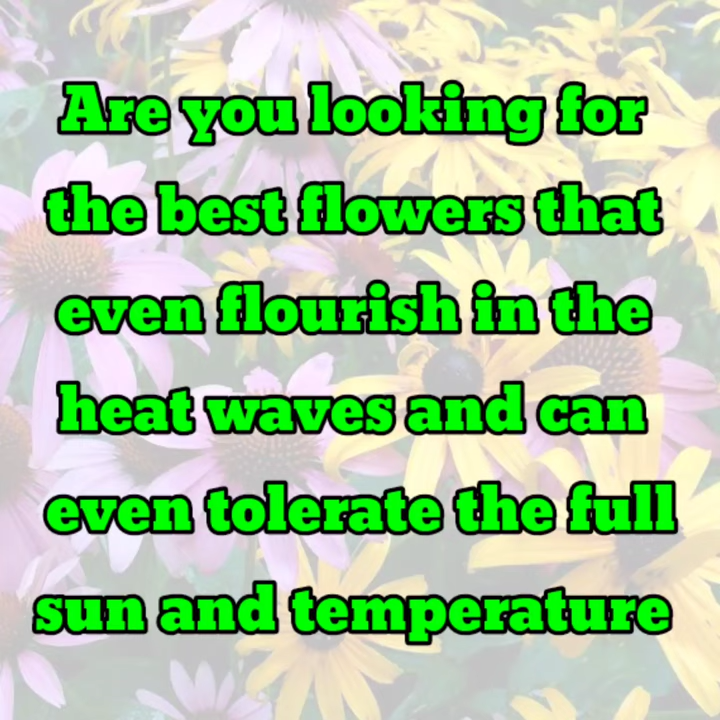 Are you looking for
the best flowers that
even flourish in the
heat waves and can
even tolerate the full
sun and temperature